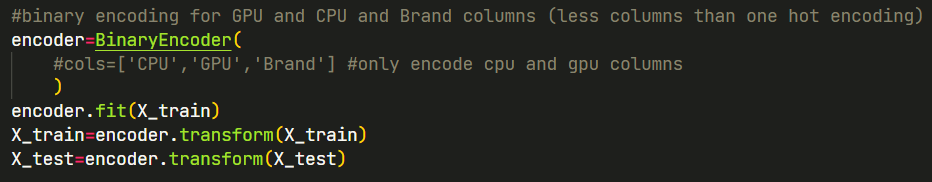 #binary encoding for GPU and CPU and Brand columns (less columns than one hot encoding)
encoder=BinaryEncoder(
    #cols=['CPU','GPU','Brand'] #only encode cpu and gpu columns
    )
encoder.fit(X_train)
X_train=encoder.transform(X_train)
X_test=encoder.transform(X_test)